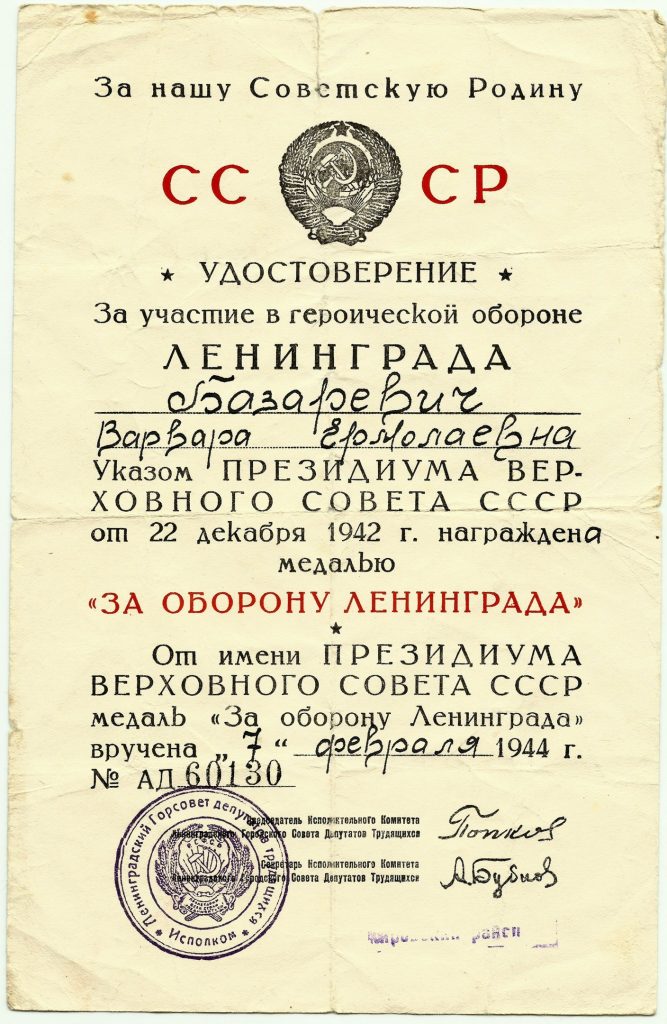 За нашу Советскую Родину
СССР
★ УДОСТОВЕРЕНИЕ ★
За участие в героической обороне
ЛЕНИНГРАДА
Базаревич
Варвара Ермолаевна
Указом ПРЕЗИДИУМА ВЕР-
ХОВНОГО СОВЕТА СССР
от 22 декабря 1942 г. награждена
медалью
«ЗА ОБОРОНУ ЛЕНИНГРАДА»
★
От имени ПРЕЗИДИУМА
ВЕРХОВНОГО СОВЕТА СССР
медаль «За оборону Ленинграда»
вручена „7“ февраля 1944 г.
№ АД 60130
Председатель Исполнительного Комитета
Ленинградского Городского Совета Депутатов Трудящихся
Попков
Секретарь Исполнительного Комитета
Ленинградского Городского Совета Депутатов Трудящихся
А. Бубнов
Ленинградский Горсовет депутатов трудящихся
★ Исполком ★
РСФСР